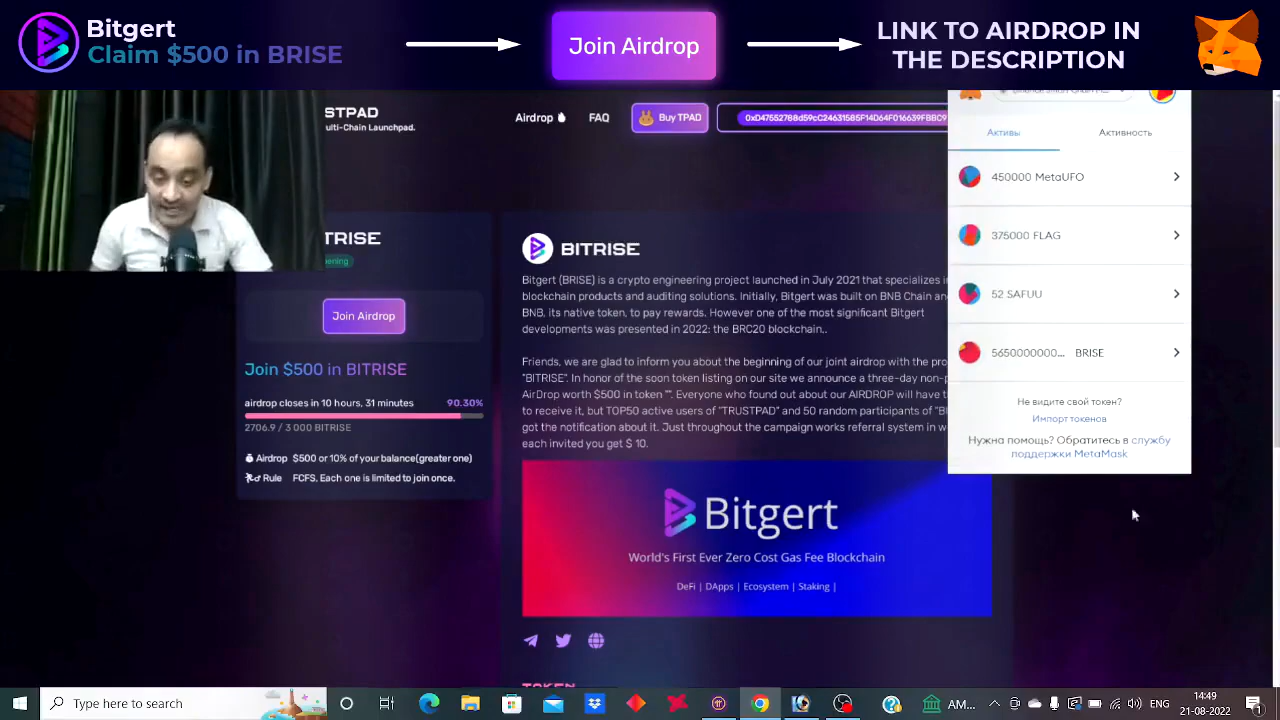 Bitgert
Claim $500 in BRISE
Join Airdrop
LINK TO AIRDROP IN
THE DESCRIPTION
STPAD
ulti-Chain Launchpad.
Airdrop
FAQ
Buy TPAD
Активы
Активность
450000 MetaUFO
375000 FLAG
52 SAFUU
5650000000... BRISE
Не видите свой токен?
Импорт токенов
Нужна помощь? Обратитесь в службу
поддержки MetaMask
TRISE
ening
Join Airdrop
Join $500 in BITRISE
airdrop closes in 10 hours, 31 minutes 90.30%
2706.9 / 3 000 BITRISE
Airdrop $500 or 10% of your balance(greater one)
Rule FCFS. Each one is limited to join once.
BITRISE
Bitgert (BRISE) is a crypto engineering project launched in July 2021 that specializes i
blockchain products and auditing solutions. Initially, Bitgert was built on BNB Chain an
BNB, its native token, to pay rewards. However one of the most significant Bitgert
developments was presented in 2022: the BRC20 blockchain..
Friends, we are glad to inform you about the beginning of our joint airdrop with the pro
"BITRISE". In honor of the soon token listing on our site we announce a three-day non-p
AirDrop worth $500 in token "". Everyone who found out about our AIRDROP will have t
to receive it, but TOP50 active users of "TRUSTPAD" and 50 random participants of "B
got the notification about it. Just throughout the campaign works referral system in w
each invited you get $ 10.
Bitgert
World's First Ever Zero Cost Gas Fee Blockchain
DeFi | DApps | Ecosystem | Staking |
TOKEN
Type here to search
AM...
ENG
14:49
21-08-2022